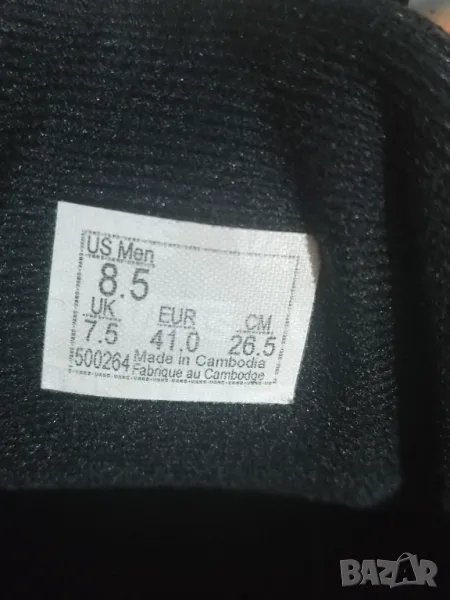 US Men
8.5
UK EUR CM
7.5 41.0 26.5
500264 Made in Cambodia
Fabrique au Cambodge
BAZAR